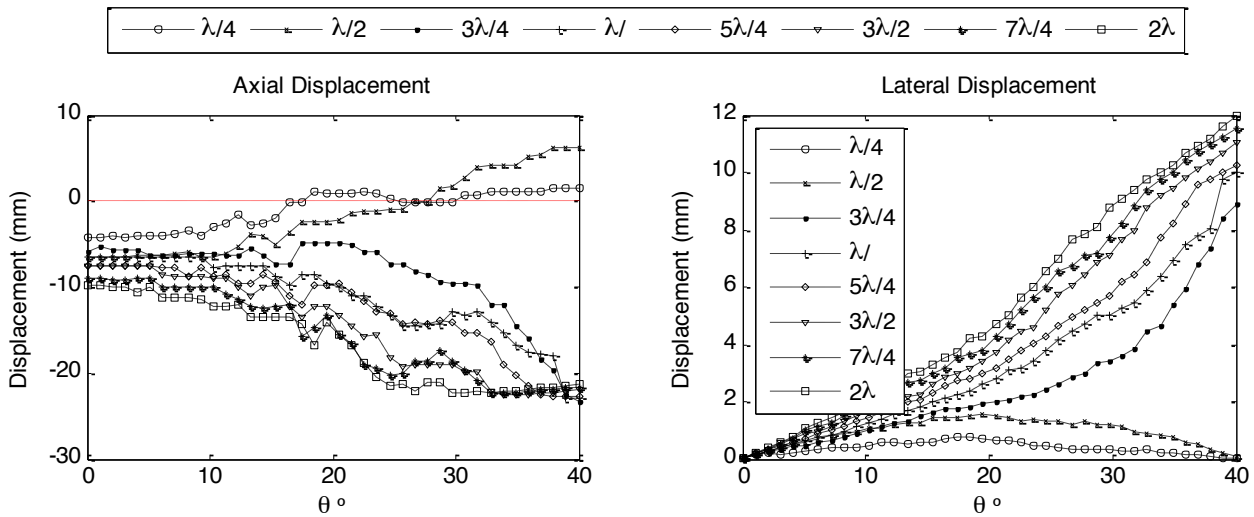 λ/4 λ/2 3λ/4 λ/ 5λ/4 3λ/2 7λ/4 2λ
Axial Displacement
10
0
-10
-20
-30
0 10 20 30 40
Displacement (mm)
θ º
Lateral Displacement
12
10
8
6
4
2
0
0 10 20 30 40
Displacement (mm)
θ º
λ/4
λ/2
3λ/4
λ/
5λ/4
3λ/2
7λ/4
2λ